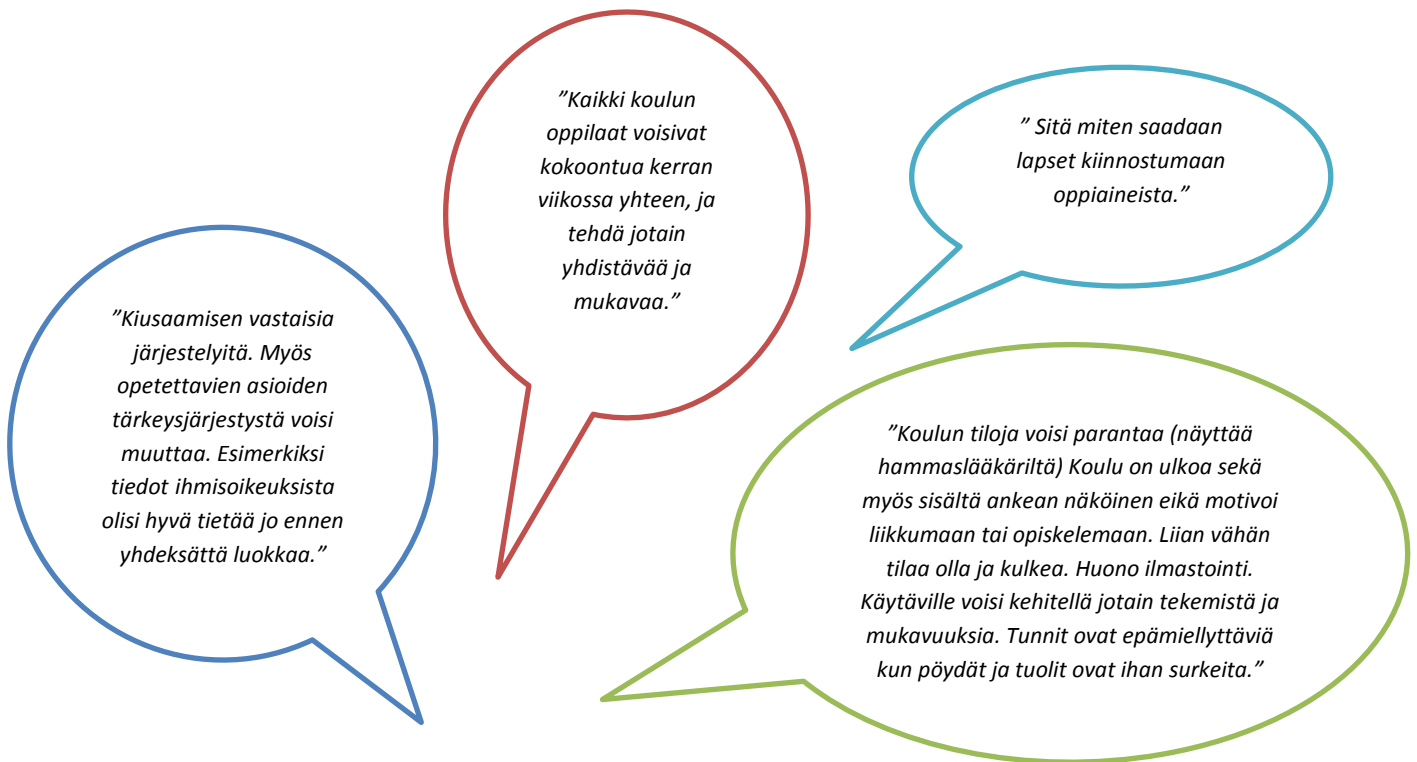 ”Kaikki koulun
oppilaat voisivat
kokoontua kerran
viikossa yhteen, ja
tehdä jotain
yhdistävää ja
mukavaa.”
” Sitä miten saadaan
lapset kiinnostumaan
oppiaineista.”
”Kiusaamisen vastaisia
järjestelyitä. Myös
opetettavien asioiden
tärkeysjärjestystä voisi
muuttaa. Esimerkiksi
tiedot ihmisoikeuksista
olisi hyvä tietää jo ennen
yhdeksättä luokkaa.”
”Koulun tiloja voisi parantaa (näyttää
hammaslääkäriltä) Koulu on ulkoa sekä
myös sisältä ankean näköinen eikä motivoi
liikkumaan tai opiskelemaan. Liian vähän
tilaa olla ja kulkea. Huono ilmastointi.
Käytäville voisi kehitellä jotain tekemistä ja
mukavuuksia. Tunnit ovat epämiellyttäviä
kun pöydät ja tuolit ovat ihan surkeita.”